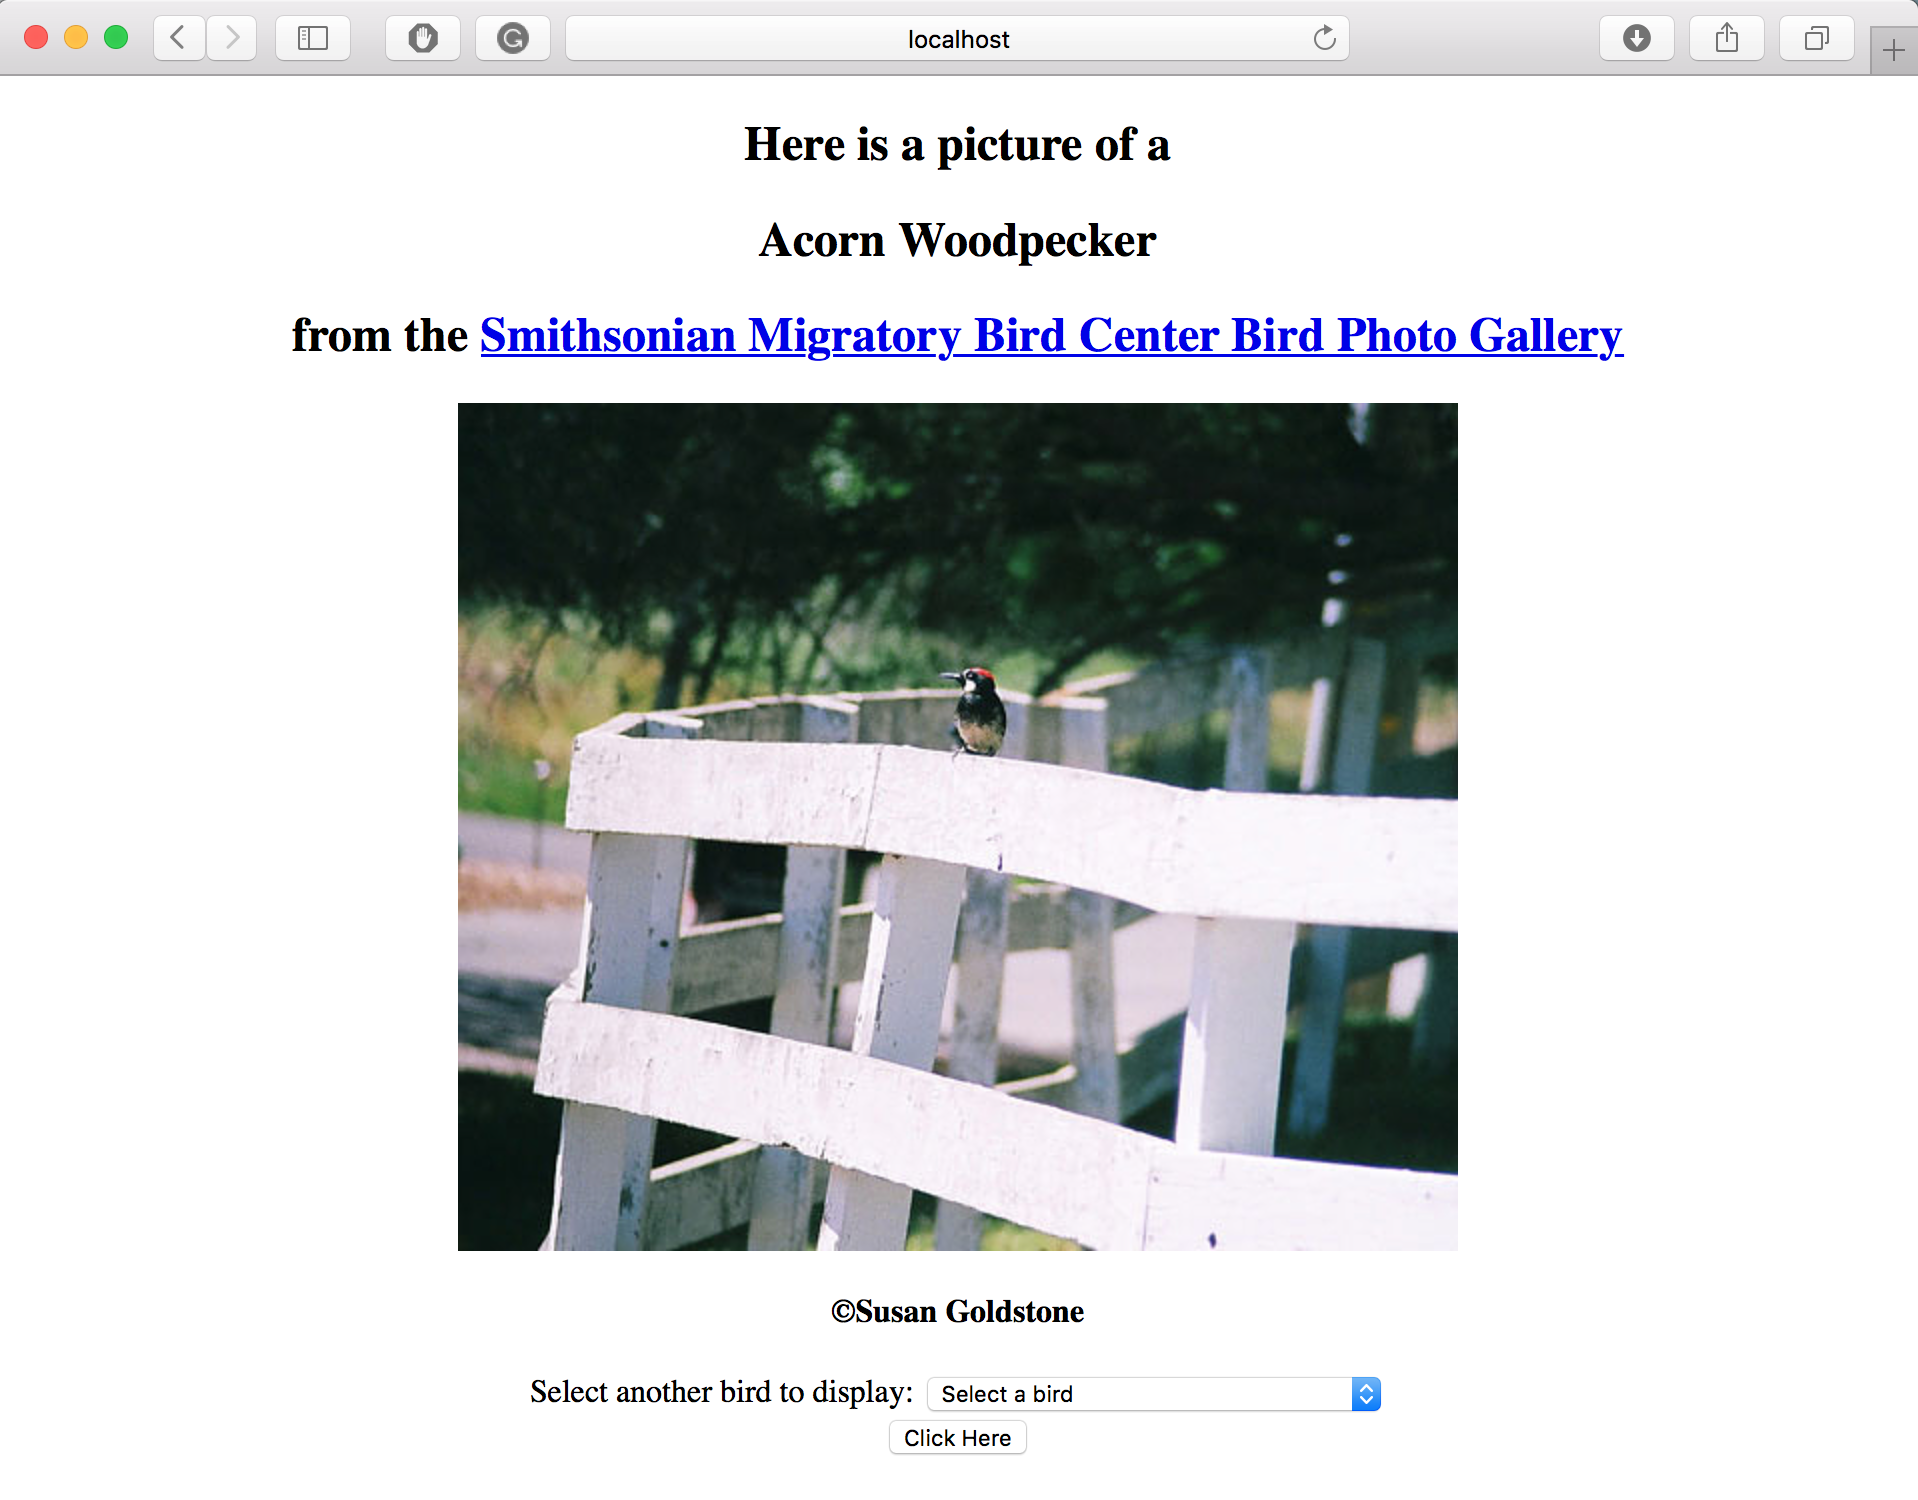 localhost
Here is a picture of a
Acorn Woodpecker
from the Smithsonian Migratory Bird Center Bird Photo Gallery
©Susan Goldstone
Select another bird to display: Select a bird
Click Here